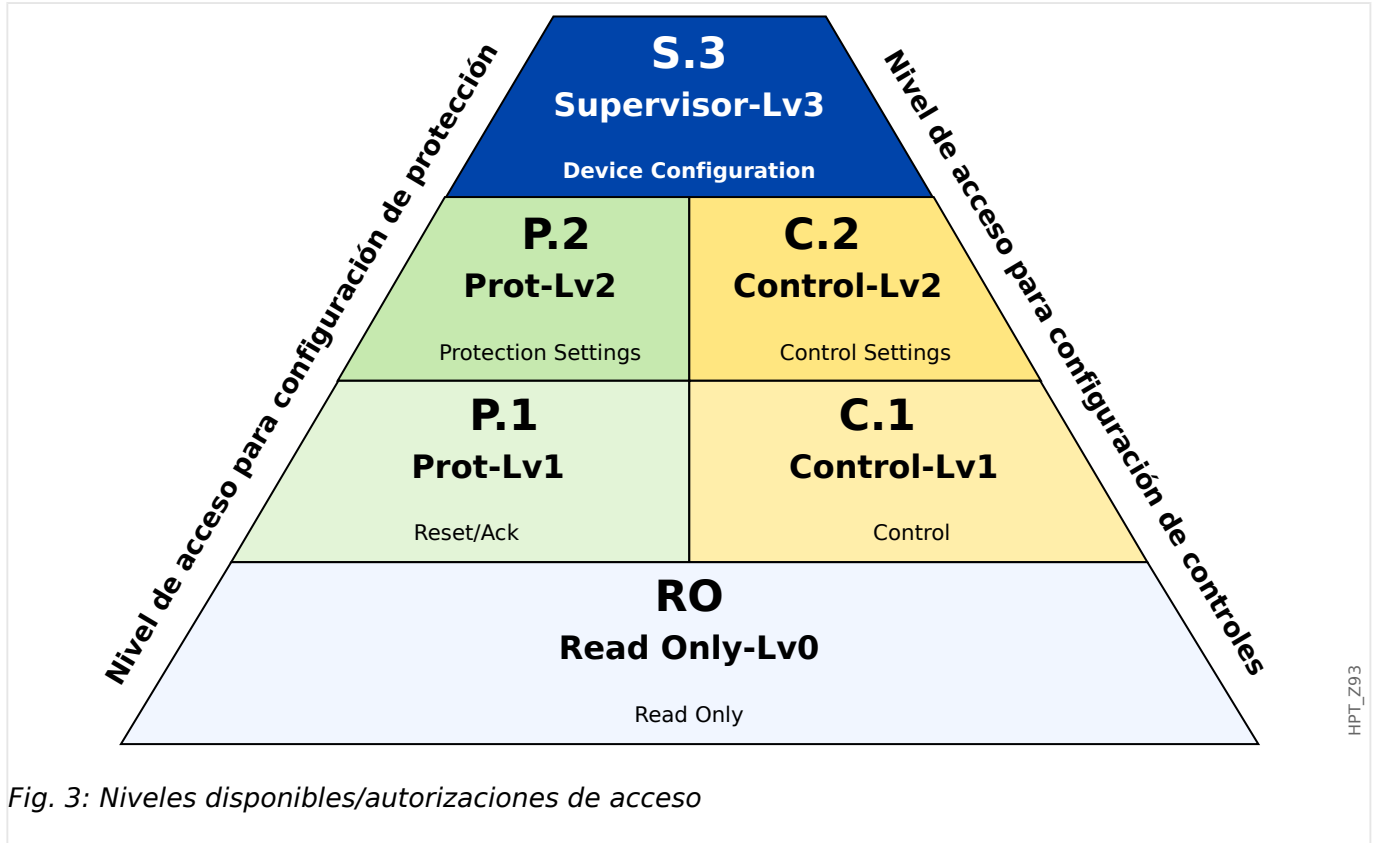 Nivel de acceso para configuración de protección
Nivel de acceso para configuración de controles
S.3
Supervisor-Lv3
Device Configuration
P.2
Prot-Lv2
Protection Settings
C.2
Control-Lv2
Control Settings
P.1
Prot-Lv1
Reset/Ack
C.1
Control-Lv1
Control
RO
Read Only-Lv0
Read Only
HPT_Z93
Fig. 3: Niveles disponibles/autorizaciones de acceso